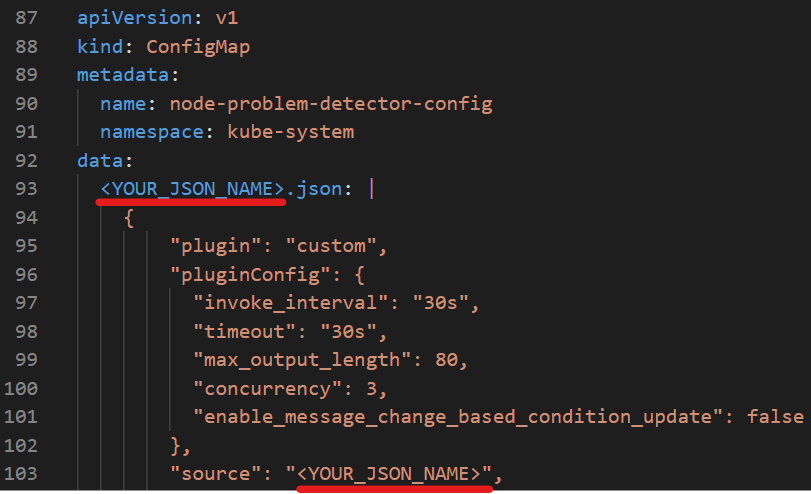 87 apiVersion: v1
88 kind: ConfigMap
89 metadata:
90   name: node-problem-detector-config
91   namespace: kube-system
92 data:
93   <YOUR_JSON_NAME>.json: |
94     {
95         "plugin": "custom",
96         "pluginConfig": {
97           "invoke_interval": "30s",
98           "timeout": "30s",
99           "max_output_length": 80,
100           "concurrency": 3,
101           "enable_message_change_based_condition_update": false
102         },
103         "source": "<YOUR_JSON_NAME>",